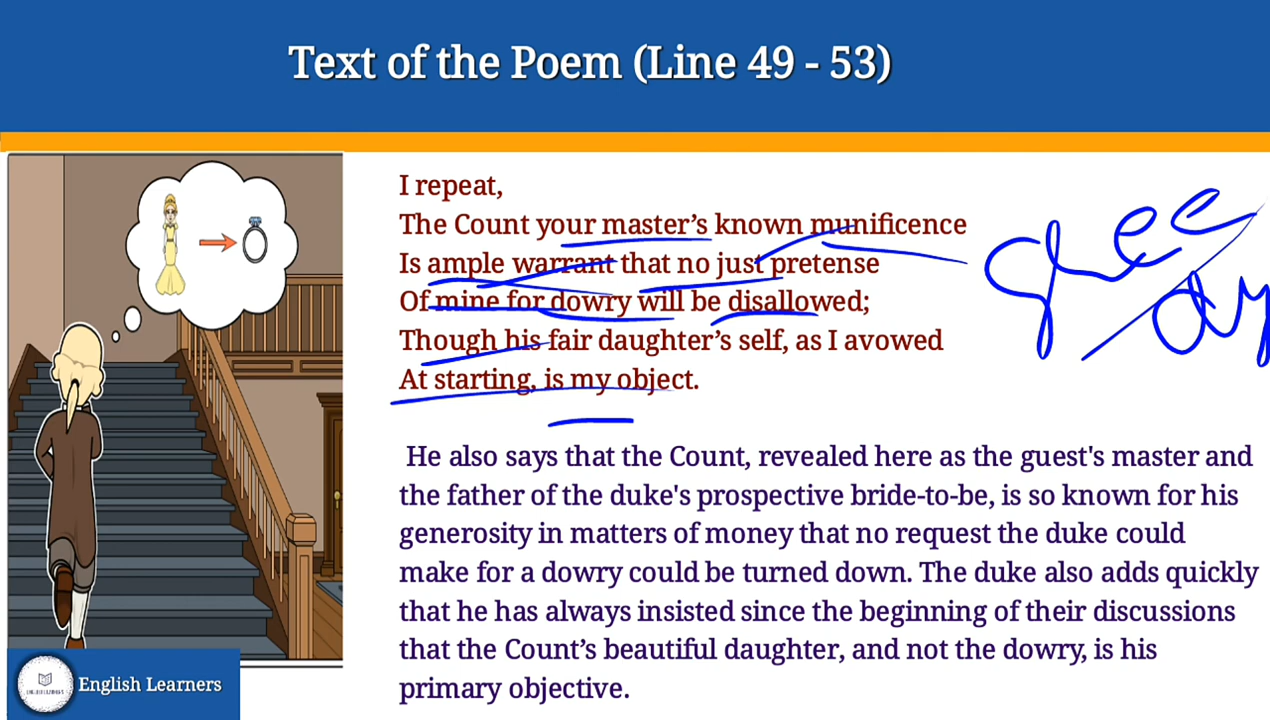 Text of the Poem (Line 49 - 53)
I repeat,
The Count your master’s known munificence
Is ample warrant that no just pretense
Of mine for dowry will be disallowed;
Though his fair daughter’s self, as I avowed
At starting, is my object.
He also says that the Count, revealed here as the guest's master and
the father of the duke's prospective bride-to-be, is so known for his
generosity in matters of money that no request the duke could
make for a dowry could be turned down. The duke also adds quickly
that he has always insisted since the beginning of their discussions
that the Count’s beautiful daughter, and not the dowry, is his
primary objective.
English Learners